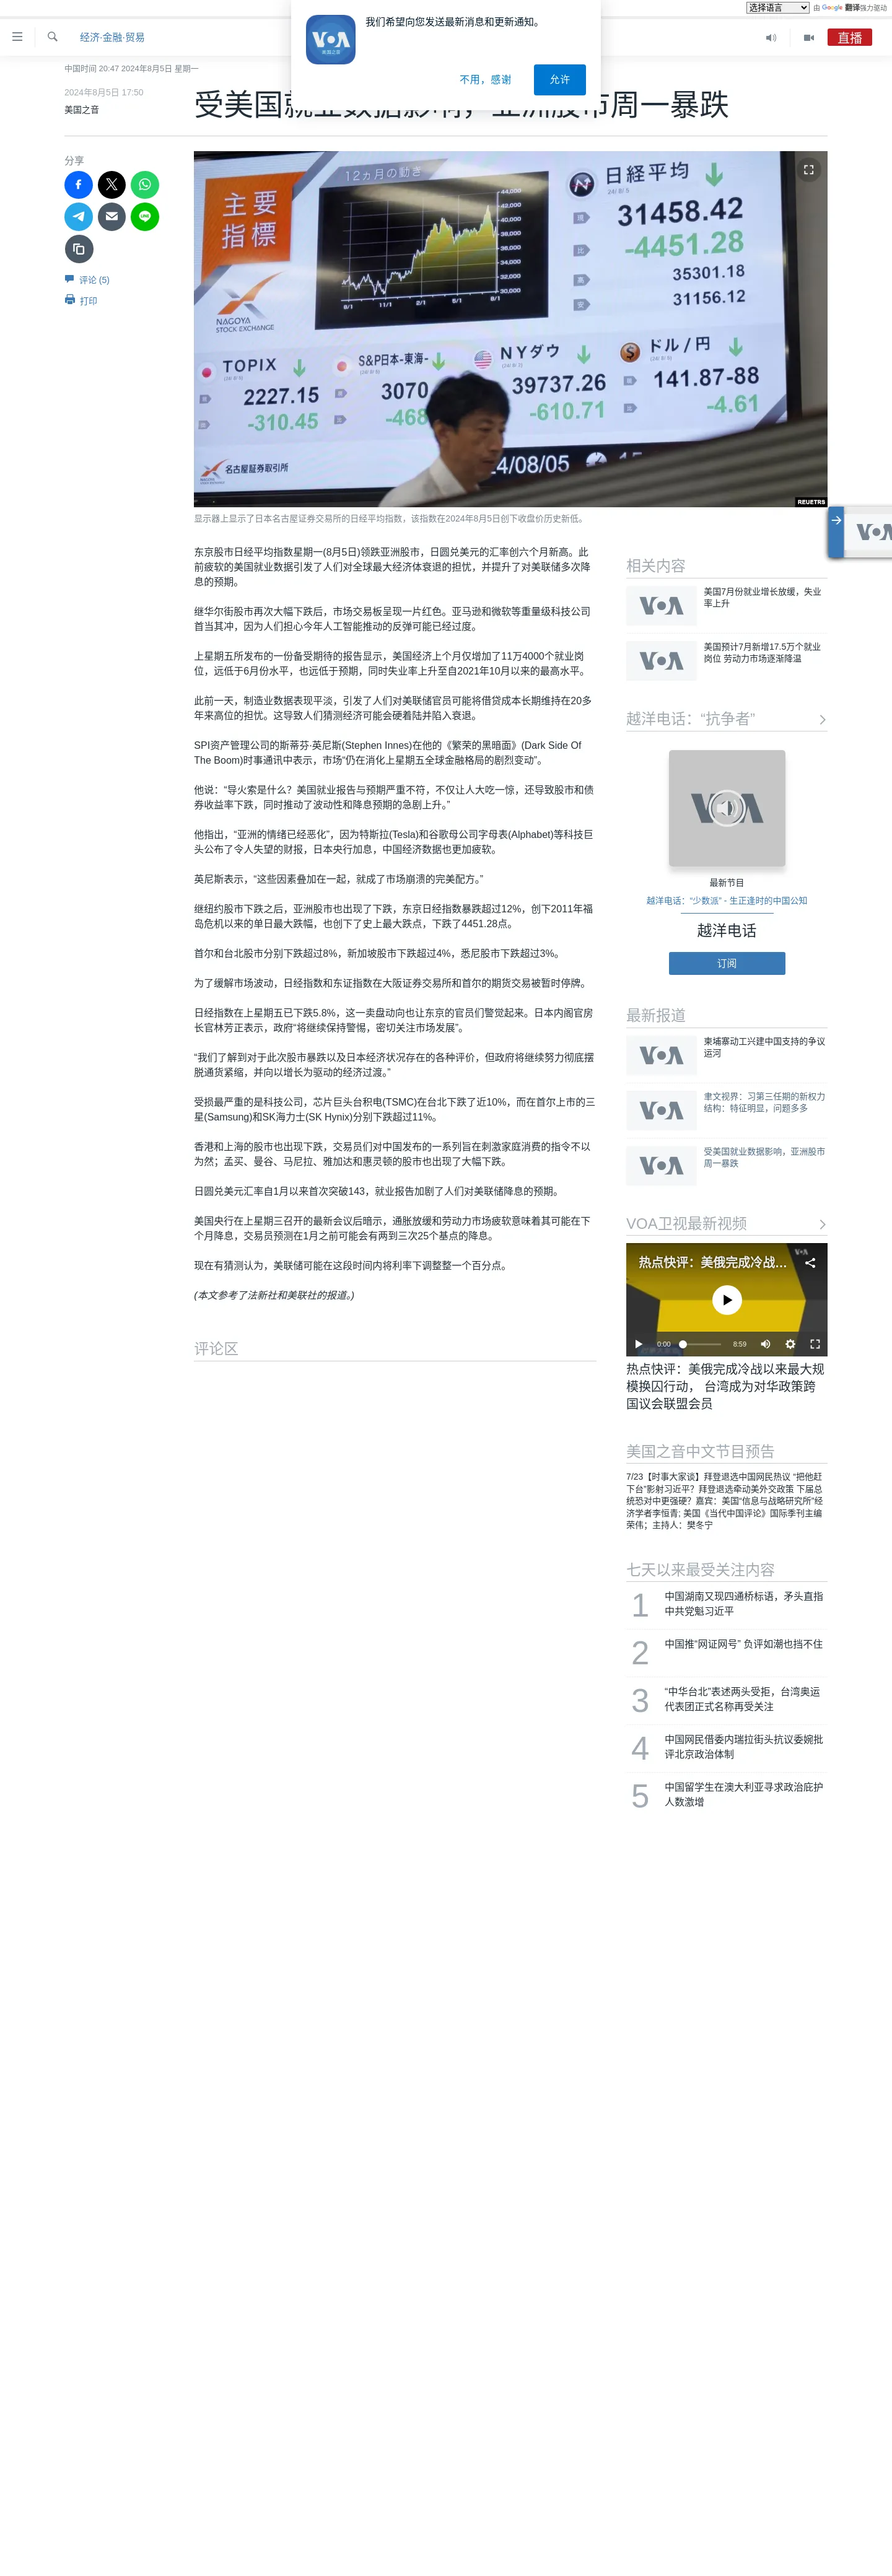 选择语言
由 Google 翻译强力驱动
我们希望向您发送最新消息和更新通知。
不用，感谢
允许
VOA
美国之音
经济·金融·贸易
直播
中国时间 20:47 2024年8月5日 星期一
2024年8月5日 17:50
美国之音
受美国就业数据影响，亚洲股市周一暴跌
分享
评论 (5)
打印
主要
指標
12ヵ月の動き
日経平均
31458.42
-4451.28
35301.18
31156.12
40,000
38,000
36,000
34,000
32,000
30,000
9/1
11/1
2/1
5/1
8/1
NAGOYA
STOCK EXCHANGE
TOPIX
2227.15
-310.45
S&P日本-東海-
3070
-468
NYダウ
39737.26
-610.71
ドル/円
141.87-88
-4.61
名古屋証券取引所
24/08/05
REUETRS
显示器上显示了日本名古屋证券交易所的日经平均指数，该指数在2024年8月5日创下收盘价历史新低。
东京股市日经平均指数星期一(8月5日)领跌亚洲股市，日圆兑美元的汇率创六个月新高。此
前疲软的美国就业数据引发了人们对全球最大经济体衰退的担忧，并提升了对美联储多次降
息的预期。
继华尔街股市再次大幅下跌后，市场交易板呈现一片红色。亚马逊和微软等重量级科技公司
首当其冲，因为人们担心今年人工智能推动的反弹可能已经过度。
上星期五所发布的一份备受期待的报告显示，美国经济上个月仅增加了11万4000个就业岗
位，远低于6月份水平，也远低于预期，同时失业率上升至自2021年10月以来的最高水平。
此前一天，制造业数据表现平淡，引发了人们对美联储官员可能将借贷成本长期维持在20多
年来高位的担忧。这导致人们猜测经济可能会硬着陆并陷入衰退。
SPI资产管理公司的斯蒂芬·英尼斯(Stephen Innes)在他的《繁荣的黑暗面》(Dark Side Of
The Boom)时事通讯中表示，市场“仍在消化上星期五全球金融格局的剧烈变动”。
他说：“导火索是什么？美国就业报告与预期严重不符，不仅让人大吃一惊，还导致股市和债
券收益率下跌，同时推动了波动性和降息预期的急剧上升。”
他指出，“亚洲的情绪已经恶化”，因为特斯拉(Tesla)和谷歌母公司字母表(Alphabet)等科技巨
头公布了令人失望的财报，日本央行加息，中国经济数据也更加疲软。
英尼斯表示，“这些因素叠加在一起，就成了市场崩溃的完美配方。”
继纽约股市下跌之后，亚洲股市也出现了下跌，东京日经指数暴跌超过12%，创下2011年福
岛危机以来的单日最大跌幅，也创下了史上最大跌点，下跌了4451.28点。
首尔和台北股市分别下跌超过8%，新加坡股市下跌超过4%，悉尼股市下跌超过3%。
为了缓解市场波动，日经指数和东证指数在大阪证券交易所和首尔的期货交易被暂时停牌。
日经指数在上星期五已下跌5.8%，这一卖盘动向也让东京的官员们警觉起来。日本内阁官房
长官林芳正表示，政府“将继续保持警惕，密切关注市场发展”。
“我们了解到对于此次股市暴跌以及日本经济状况存在的各种评价，但政府将继续努力彻底摆
脱通货紧缩，并向以增长为驱动的经济过渡。”
受损最严重的是科技公司，芯片巨头台积电(TSMC)在台北下跌了近10%，而在首尔上市的三
星(Samsung)和SK海力士(SK Hynix)分别下跌超过11%。
香港和上海的股市也出现下跌，交易员们对中国发布的一系列旨在刺激家庭消费的指令不以
为然；孟买、曼谷、马尼拉、雅加达和惠灵顿的股市也出现了大幅下跌。
日圆兑美元汇率自1月以来首次突破143，就业报告加剧了人们对美联储降息的预期。
美国央行在上星期三召开的最新会议后暗示，通胀放缓和劳动力市场疲软意味着其可能在下
个月降息，交易员预测在1月之前可能会有两到三次25个基点的降息。
现在有猜测认为，美联储可能在这段时间内将利率下调整整一个百分点。
(本文参考了法新社和美联社的报道。)
评论区
相关内容
VOA
美国7月份就业增长放缓，失业
率上升
VOA
美国预计7月新增17.5万个就业
岗位 劳动力市场逐渐降温
越洋电话：“抗争者”
VOA
最新节目
越洋电话：“少数派” - 生正逢时的中国公知
越洋电话
订阅
最新报道
VOA
柬埔寨动工兴建中国支持的争议
运河
VOA
聿文视界：习第三任期的新权力
结构：特征明显，问题多多
VOA
受美国就业数据影响，亚洲股市
周一暴跌
VOA卫视最新视频
热点快评：美俄完成冷战...
VOA
0:00
8:59
热点快评：美俄完成冷战以来最大规
模换囚行动， 台湾成为对华政策跨
国议会联盟会员
美国之音中文节目预告
7/23【时事大家谈】拜登退选中国网民热议 “把他赶
下台”影射习近平？拜登退选牵动美外交政策 下届总
统恐对中更强硬？嘉宾：美国“信息与战略研究所”经
济学者李恒青; 美国《当代中国评论》国际季刊主编
荣伟；主持人：樊冬宁
七天以来最受关注内容
1
中国湖南又现四通桥标语，矛头直指
中共党魁习近平
2
中国推“网证网号” 负评如潮也挡不住
3
“中华台北”表述两头受拒，台湾奥运
代表团正式名称再受关注
4
中国网民借委内瑞拉街头抗议委婉批
评北京政治体制
5
中国留学生在澳大利亚寻求政治庇护
人数激增